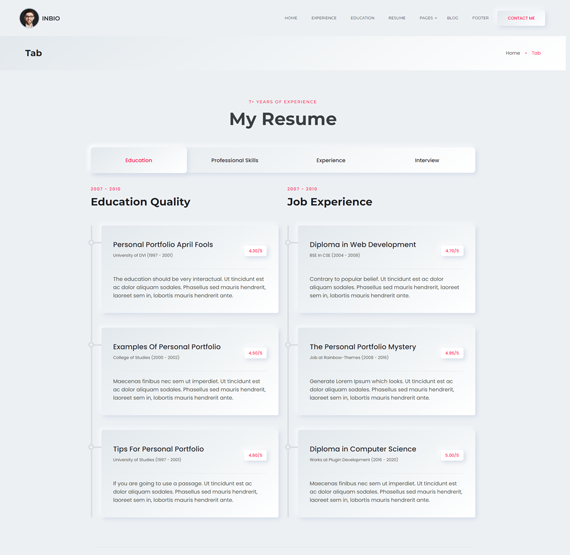 INBIO
HOME EXPERIENCE EDUCATION RESUME PAGES BLOG FOOTER CONTACT ME
Tab
Home Tab
7+ YEARS OF EXPERIENCE
My Resume
Education Professional Skills Experience Interview
2007 - 2010
Education Quality
Personal Portfolio April Fools
University of DVI (1997 - 2001)
4.30/5
The education should be very interactual. Ut tincidunt est
ac dolor aliquam sodales. Phasellus sed mauris hendrerit,
laoreet sem in, lobortis mauris hendrerit ante.
Examples Of Personal Portfolio
College of Studies (2000 - 2002)
4.50/5
Maecenas finibus nec sem ut imperdiet. Ut tincidunt est
ac dolor aliquam sodales. Phasellus sed mauris hendrerit,
laoreet sem in, lobortis mauris hendrerit ante.
Tips For Personal Portfolio
University of Studies (1997 - 2001)
4.80/5
If you are going to use a passage. Ut tincidunt est ac
dolor aliquam sodales. Phasellus sed mauris hendrerit,
laoreet sem in, lobortis mauris hendrerit ante.
2007 - 2010
Job Experience
Diploma in Web Development
BSE In CSE (2004 - 2008)
4.70/5
Contrary to popular belief. Ut tincidunt est ac dolor
aliquam sodales. Phasellus sed mauris hendrerit,
laoreet sem in, lobortis mauris hendrerit ante.
The Personal Portfolio Mystery
Job at Rainbow-Themes (2008 - 2016)
4.95/5
Generate Lorem Ipsum which looks. Ut tincidunt est ac
dolor aliquam sodales. Phasellus sed mauris hendrerit,
laoreet sem in, lobortis mauris hendrerit ante.
Diploma in Computer Science
Works at Plugin Development (2016 - 2020)
5.00/5
Maecenas finibus nec sem ut imperdiet. Ut tincidunt est
ac dolor aliquam sodales. Phasellus sed mauris hendrerit,
laoreet sem in, lobortis mauris hendrerit ante.